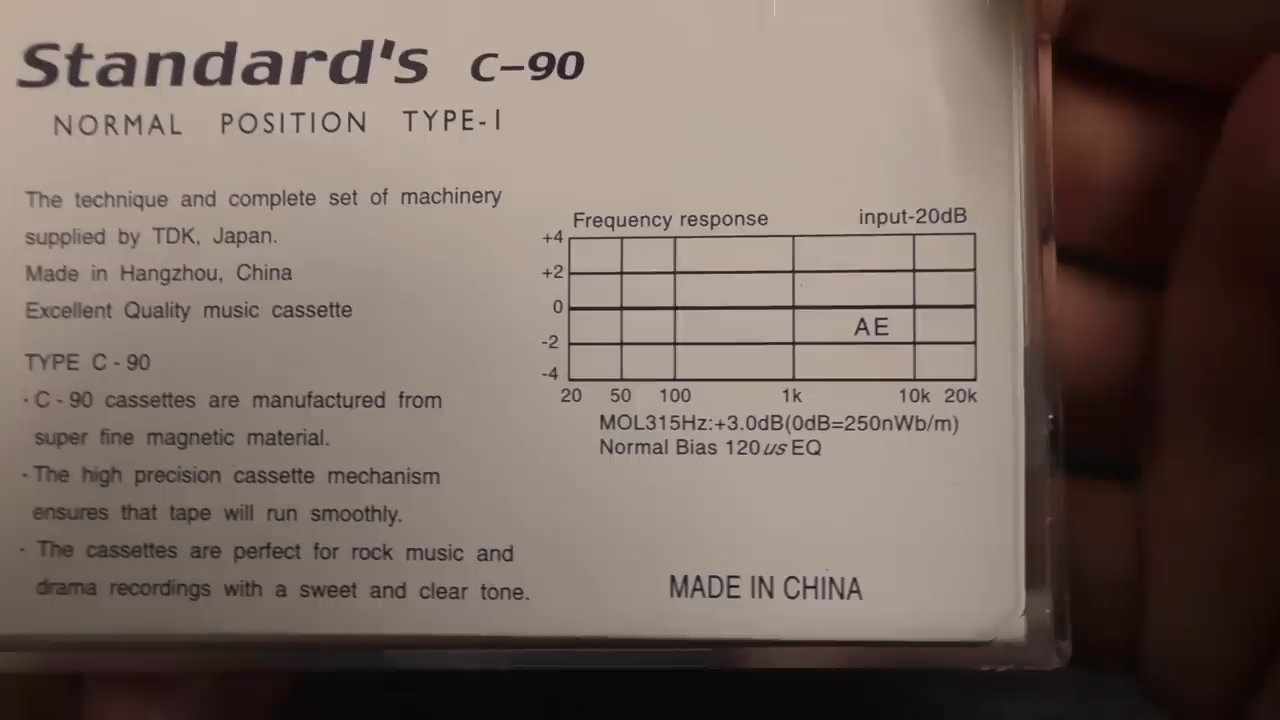 Standard's C-90
NORMAL POSITION TYPE-I
The technique and complete set of machinery
supplied by TDK, Japan.
Made in Hangzhou, China
Excellent Quality music cassette
TYPE C-90
·C-90 cassettes are manufactured from
super fine magnetic material.
·The high precision cassette mechanism
ensures that tape will run smoothly.
· The cassettes are perfect for rock music and
drama recordings with a sweet and clear tone.
Frequency response input-20dB
+4
+2
0
AE
-2
-4
20 50 100 1k 10k 20k
MOL315Hz:+3.0dB(0dB=250nWb/m)
Normal Bias 120us EQ
MADE IN CHINA